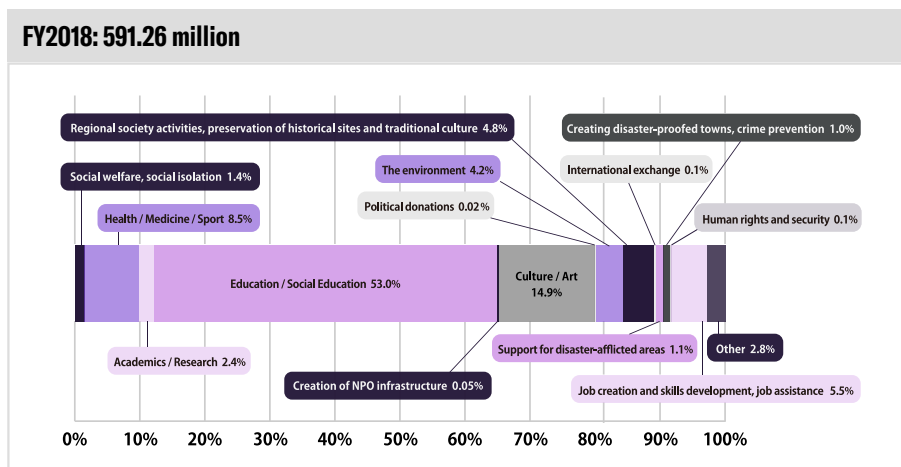 FY2018: 591.26 million
Regional society activities, preservation of historical sites and traditional culture 4.8%
Creating disaster-proofed towns, crime prevention 1.0%
Social welfare, social isolation 1.4%
The environment 4.2%
International exchange 0.1%
Health / Medicine / Sport 8.5%
Political donations 0.02%
Human rights and security 0.1%
Education / Social Education 53.0%
Culture / Art
14.9%
Academics / Research 2.4%
Support for disaster-afflicted areas 1.1%
Other 2.8%
Creation of NPO infrastructure 0.05%
Job creation and skills development, job assistance 5.5%
0% 10% 20% 30% 40% 50% 60% 70% 80% 90% 100%